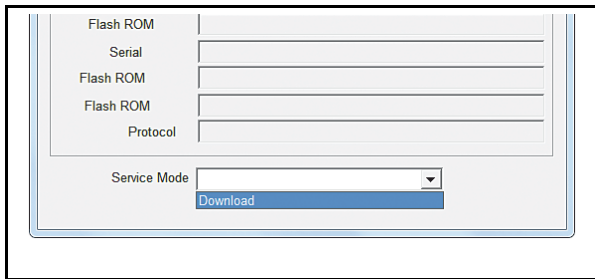 Flash ROM
Serial
Flash ROM
Flash ROM
Protocol
Service Mode
Download